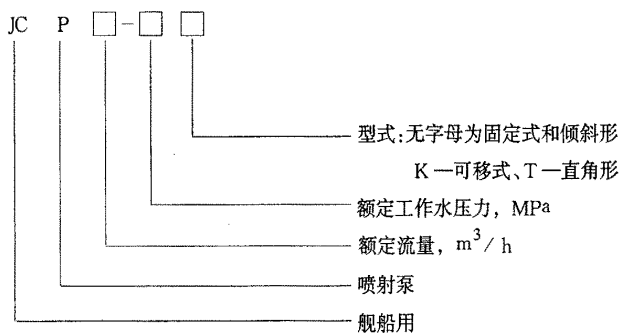 JC P □-□ □
型式:无字母为固定式和倾斜形
K—可移式、T—直角形
额定工作水压力，MPa
额定流量，m³/h
喷射泵
舰船用